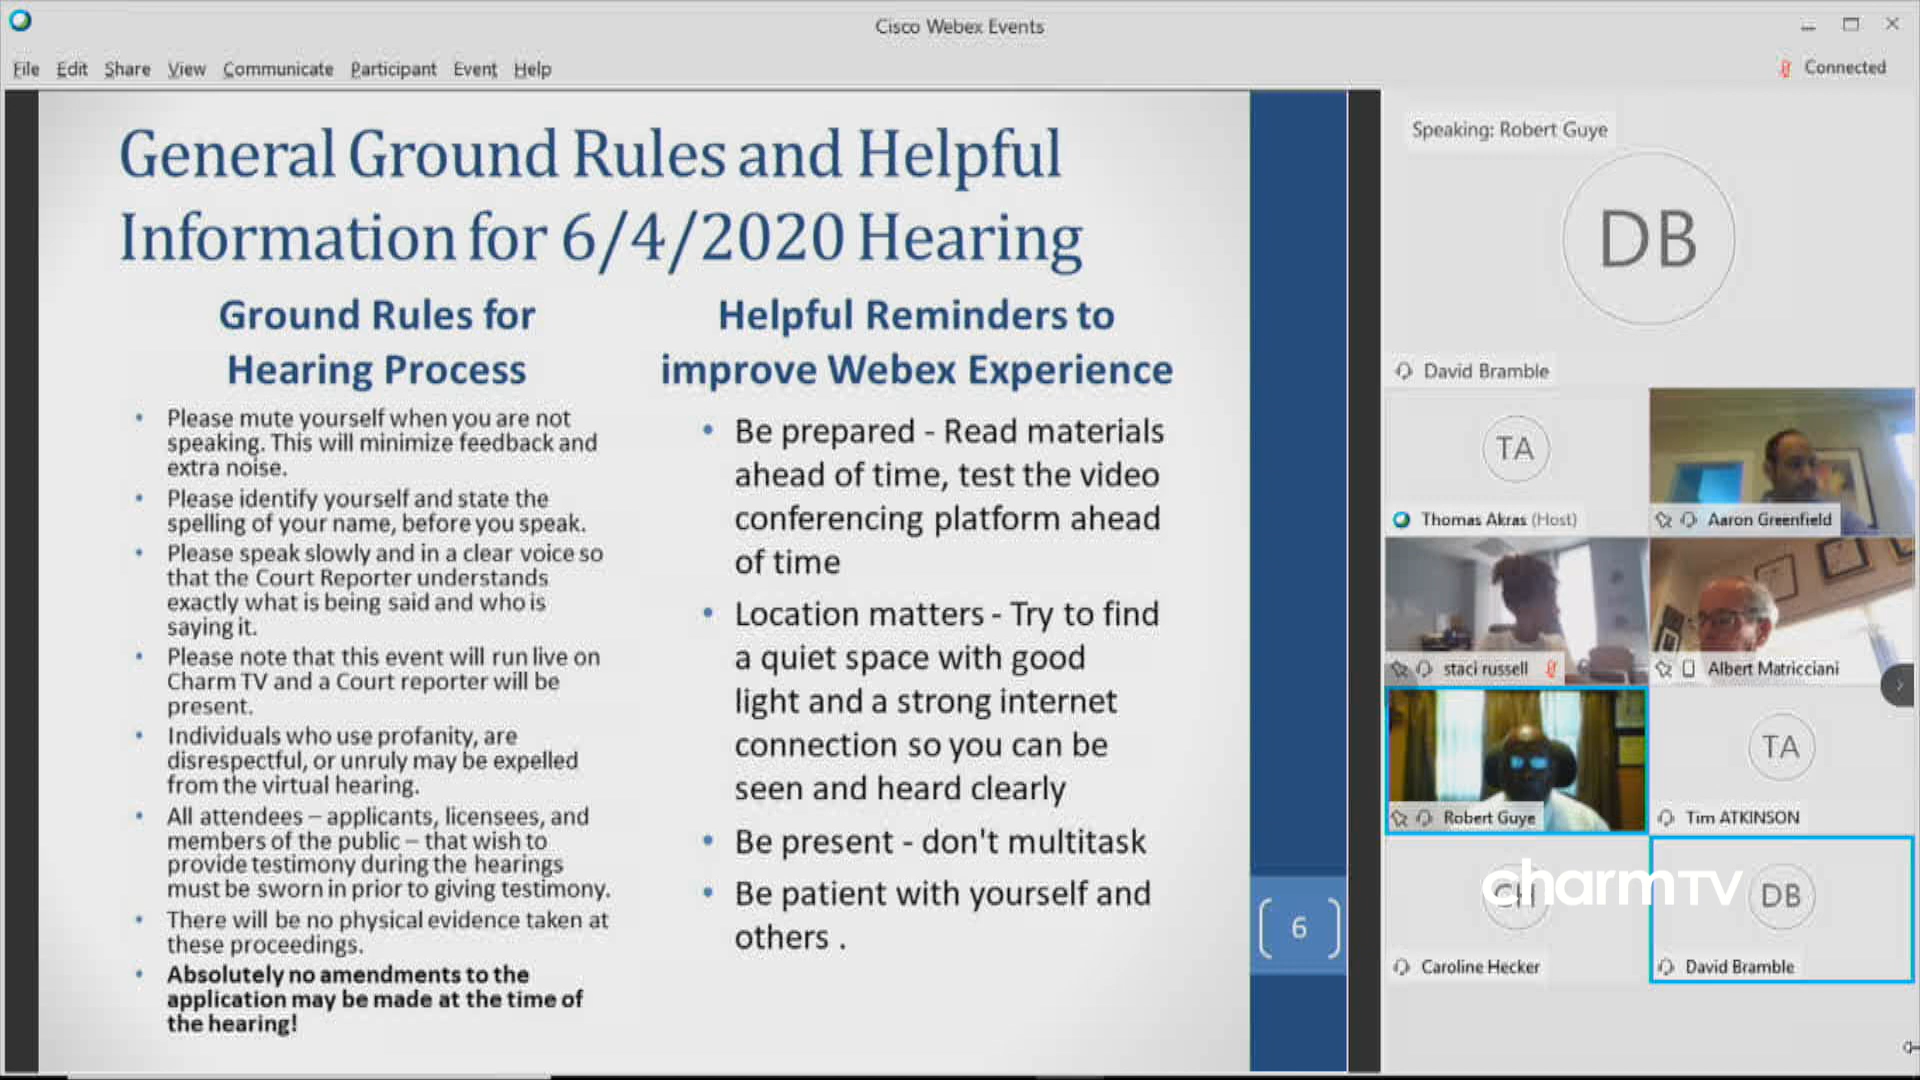 Cisco Webex Events
File Edit Share View Communicate Participant Event Help
Connected
General Ground Rules and Helpful
Information for 6/4/2020 Hearing
Ground Rules for
Hearing Process
• Please mute yourself when you are not
speaking. This will minimize feedback and
extra noise.
• Please identify yourself and state the
spelling of your name, before you speak.
• Please speak slowly and in a clear voice so
that the Court Reporter understands
exactly what is being said and who is
saying it.
• Please note that this event will run live on
Charm TV and a Court reporter will be
present.
• Individuals who use profanity, are
disrespectful, or unruly may be expelled
from the virtual hearing.
• All attendees – applicants, licensees, and
members of the public – that wish to
provide testimony during the hearings
must be sworn in prior to giving testimony.
• There will be no physical evidence taken at
these proceedings.
• Absolutely no amendments to the
application may be made at the time of
the hearing!
Helpful Reminders to
improve Webex Experience
• Be prepared - Read materials
ahead of time, test the video
conferencing platform ahead
of time
• Location matters - Try to find
a quiet space with good
light and a strong internet
connection so you can be
seen and heard clearly
• Be present - don't multitask
• Be patient with yourself and
others .
6
Speaking: Robert Guye
DB
David Bramble
TA
Thomas Akras (Host)
Aaron Greenfield
staci russell
Albert Matricciani
Robert Guye
TA
Tim ATKINSON
CH
charmTV
DB
Caroline Hecker
David Bramble